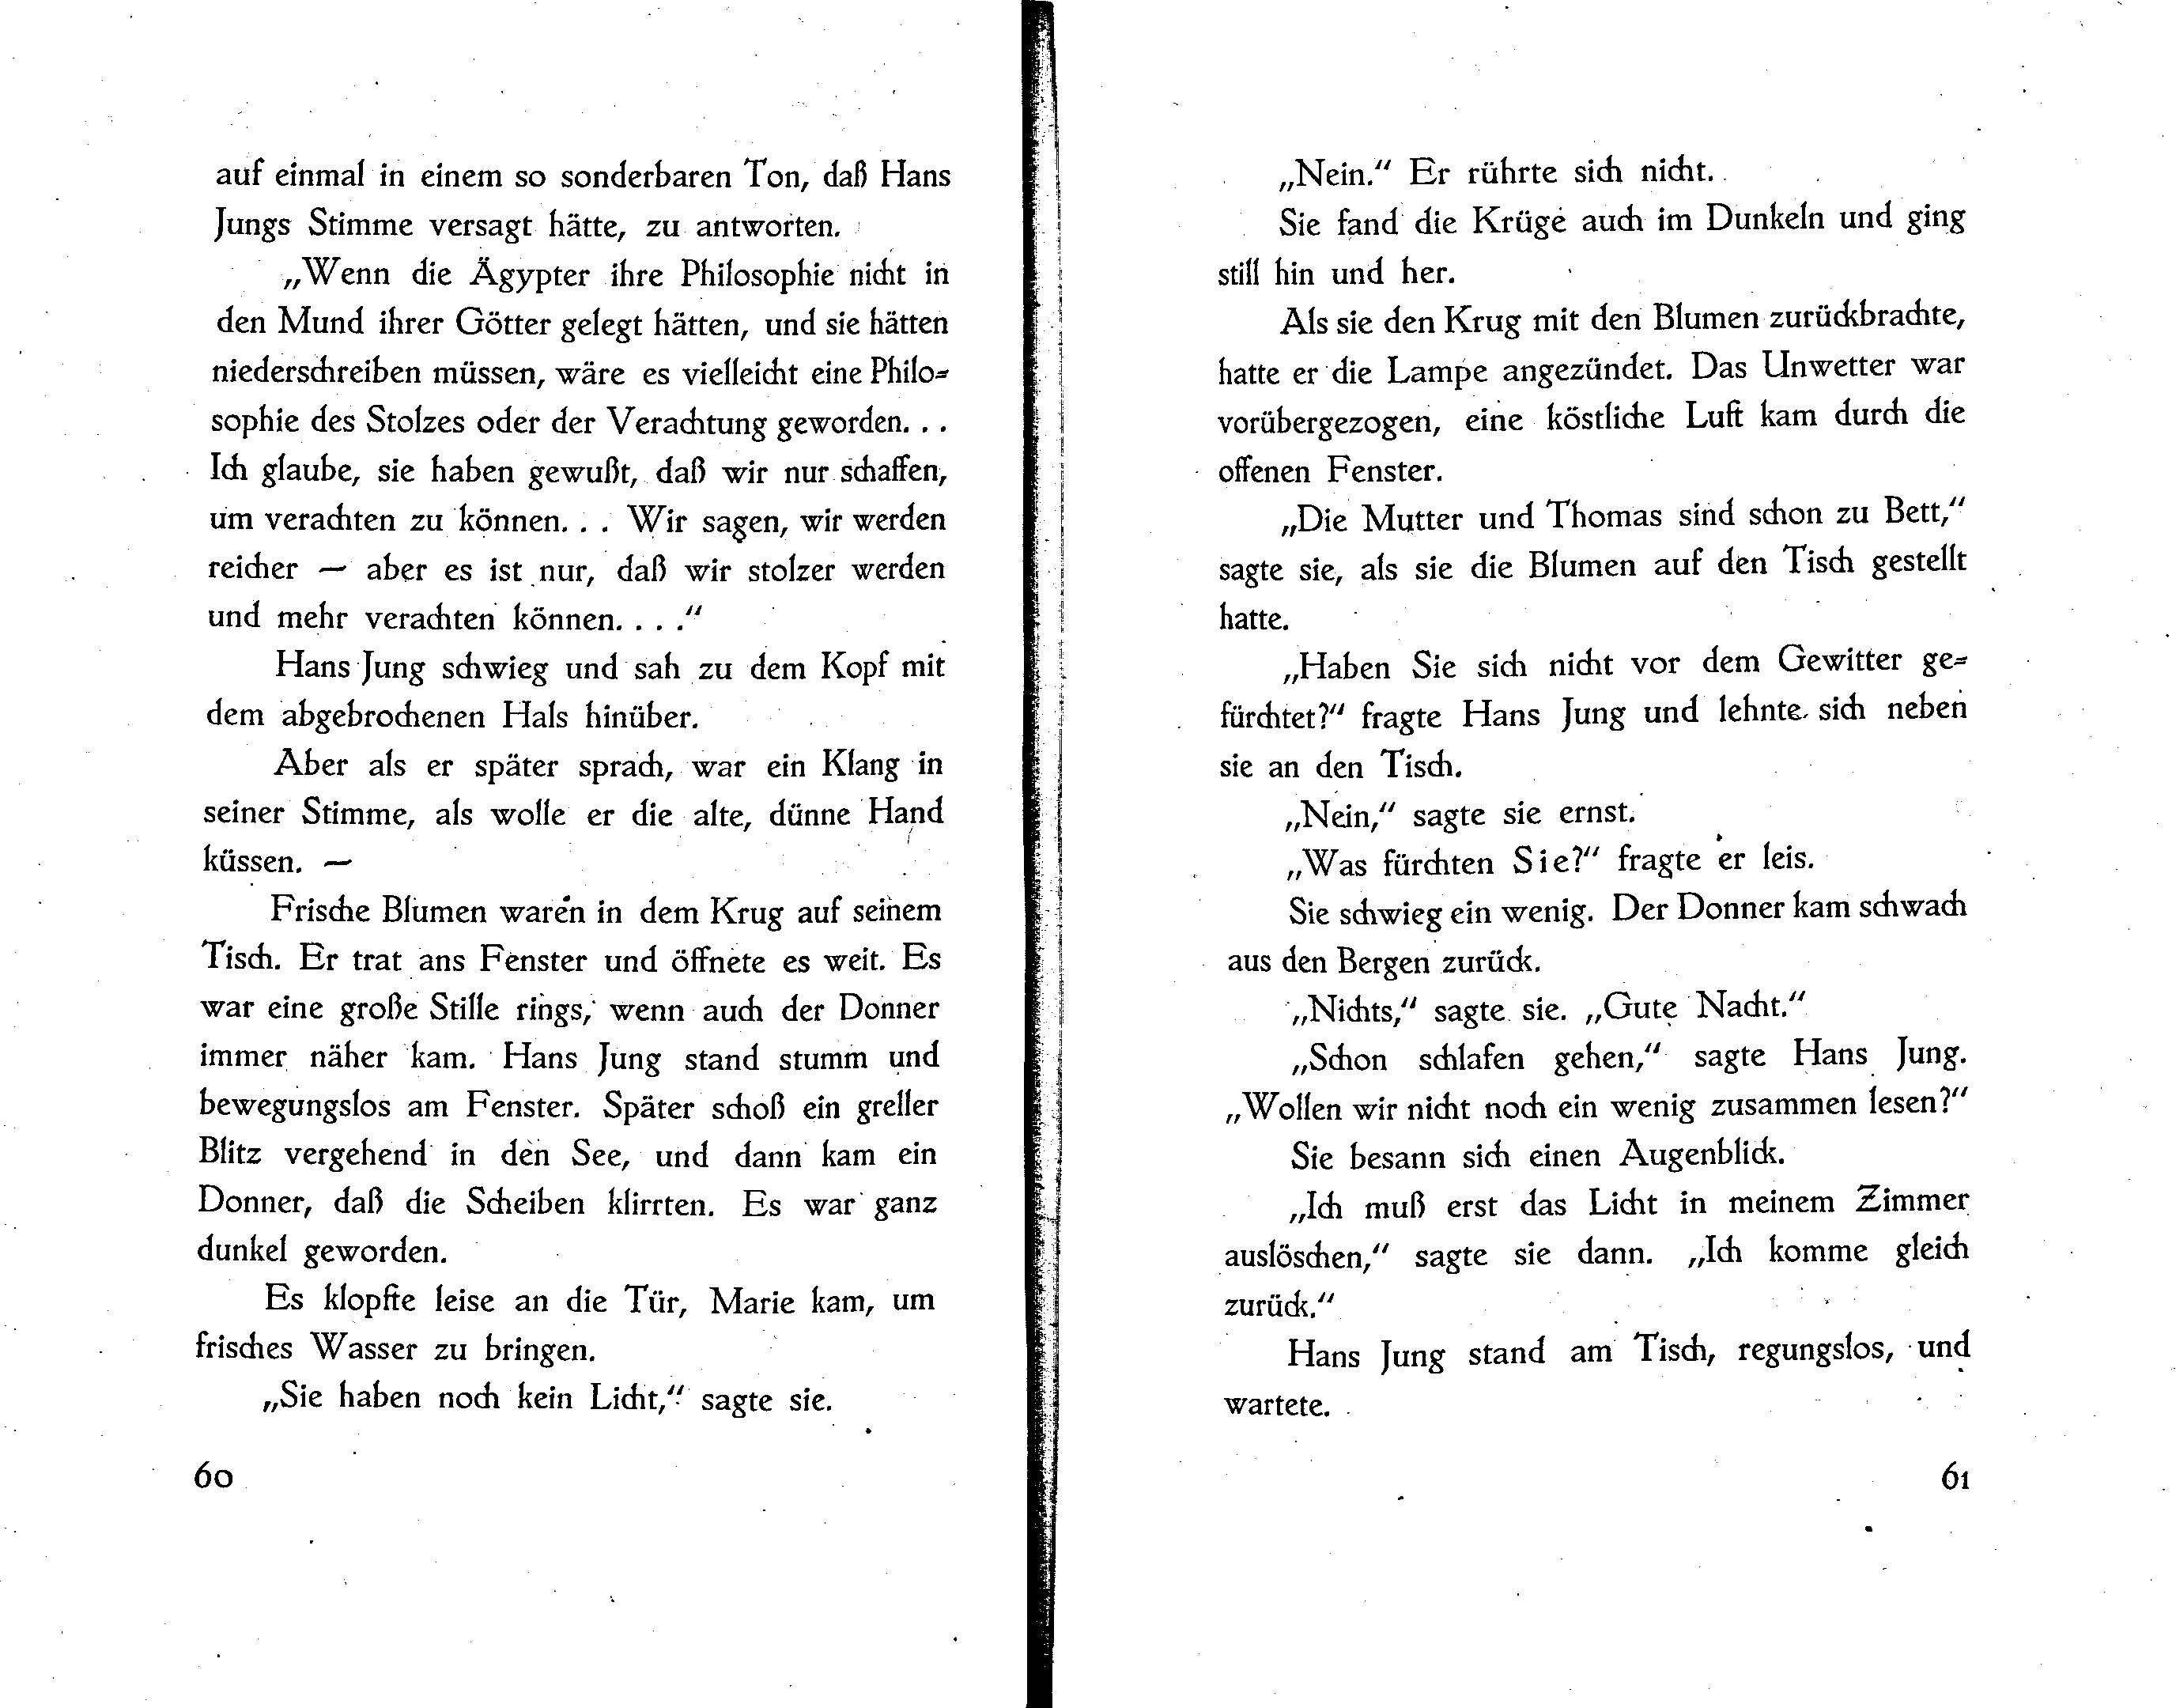 auf einmal in einem so sonderbaren Ton, daß Hans
Jungs Stimme versagt hätte, zu antworten.
„Wenn die Ägypter ihre Philosophie nicht in
den Mund ihrer Götter gelegt hätten, und sie hätten
niederschreiben müssen, wäre es vielleicht eine Philo=
sophie des Stolzes oder der Verachtung geworden. . .
Ich glaube, sie haben gewußt, daß wir nur schaffen,
um verachten zu können. . . Wir sagen, wir werden
reicher — aber es ist nur, daß wir stolzer werden
und mehr verachten können. . . .“
Hans Jung schwieg und sah zu dem Kopf mit
dem abgebrochenen Hals hinüber.
Aber als er später sprach, war ein Klang in
seiner Stimme, als wolle er die alte, dünne Hand
küssen. —
Frische Blumen waren in dem Krug auf seinem
Tisch. Er trat ans Fenster und öffnete es weit. Es
war eine große Stille rings, wenn auch der Donner
immer näher kam. Hans Jung stand stumm und
bewegungslos am Fenster. Später schoß ein greller
Blitz vergehend in den See, und dann kam ein
Donner, daß die Scheiben klirrten. Es war ganz
dunkel geworden.
Es klopfte leise an die Tür, Marie kam, um
frisches Wasser zu bringen.
„Sie haben noch kein Licht,“ sagte sie.
60
„Nein.“ Er rührte sich nicht.
Sie fand die Krüge auch im Dunkeln und ging
still hin und her.
Als sie den Krug mit den Blumen zurückbrachte,
hatte er die Lampe angezündet. Das Unwetter war
vorübergezogen, eine köstliche Luft kam durch die
offenen Fenster.
„Die Mutter und Thomas sind schon zu Bett,“
sagte sie, als sie die Blumen auf den Tisch gestellt
hatte.
„Haben Sie sich nicht vor dem Gewitter ge=
fürchtet?“ fragte Hans Jung und lehnte sich neben
sie an den Tisch.
„Nein,“ sagte sie ernst.
„Was fürchten Sie?“ fragte er leis.
Sie schwieg ein wenig. Der Donner kam schwach
aus den Bergen zurück.
„Nichts,“ sagte sie. „Gute Nacht.“
„Schon schlafen gehen,“ sagte Hans Jung.
„Wollen wir nicht noch ein wenig zusammen lesen?“
Sie besann sich einen Augenblick.
„Ich muß erst das Licht in meinem Zimmer
auslöschen,“ sagte sie dann. „Ich komme gleich
zurück.“
Hans Jung stand am Tisch, regungslos, und
wartete.
61